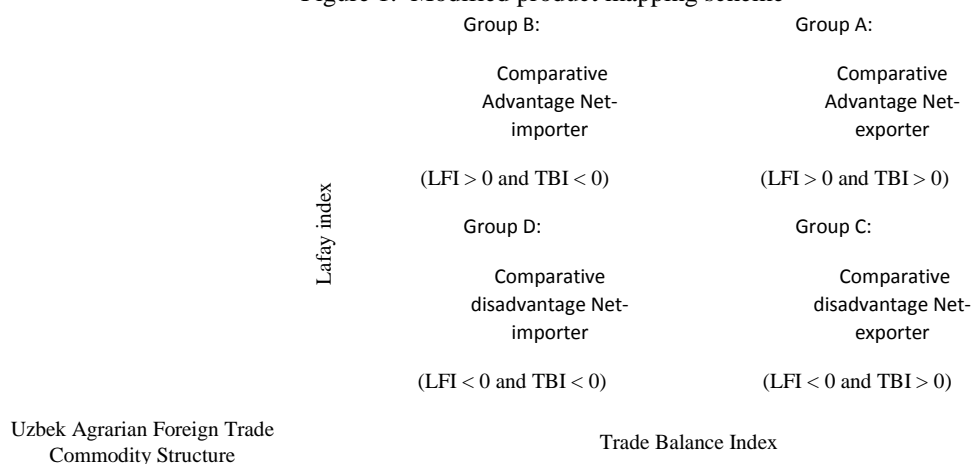 Figure 1. Modified product mapping scheme
Group B:
Comparative
Advantage Net-
importer
(LFI > 0 and TBI < 0)
Group A:
Comparative
Advantage Net-
exporter
(LFI > 0 and TBI > 0)
Lafay index
Group D:
Comparative
disadvantage Net-
importer
(LFI < 0 and TBI < 0)
Group C:
Comparative
disadvantage Net-
exporter
(LFI < 0 and TBI > 0)
Uzbek Agrarian Foreign Trade
Commodity Structure
Trade Balance Index